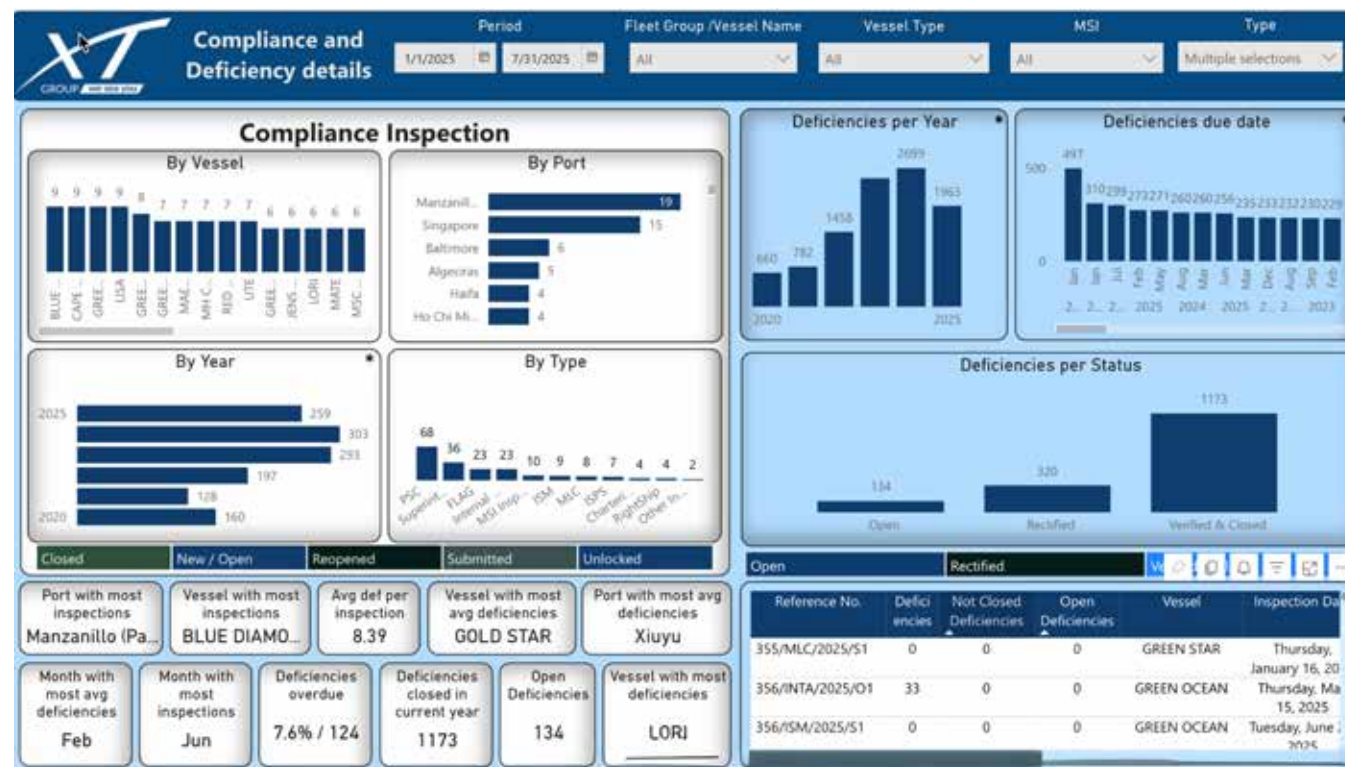 XT
GROUP
Compliance and
Deficiency details
Period
1/1/2025
7/31/2025
Fleet Group /Vessel Name
All
Vessel Type
All
MSI
All
Type
Multiple selections
Compliance Inspection
By Vessel
9 9 9 9 8 7 7 7 7 7 6 6 6 6 6
BLUE ...
CAPE ...
GREE...
LISA
GREE...
GREE...
MAC...
MH C...
RED ...
UTE
GREE...
JENS ...
LORI
MATE
MSC ...
By Port
Manzanill... 19
Singapore 15
Baltimore 6
Algeciras 5
Haifa 4
Ho Chi Mi... 4
By Year
2025 259
303
293
197
128
2020 160
By Type
68 36 23 23 10 9 8 7 4 4 2
PSC
Superint...
FLAG
Internal ...
MSI Insp...
ISM
MLC
ISPS
Charteri...
RightShip
Other In...
Closed
New / Open
Reopened
Submitted
Unlocked
Deficiencies per Year
660 782 1458 2699 1963
2020 2025
Deficiencies due date
500
0
497 310 299 273 271 260 260 256 235 233 232 230 229
Jan Jan Jul Feb May Aug Mar Jun Mar Dec Aug Sep Feb
2... 2... 2... 2025 2024 2025 2... 2... 2023
Deficiencies per Status
134 320 1173
Open Rectified Verified & Closed
Open
Rectified
Port with most
inspections
Manzanillo (Pa...
Vessel with most
inspections
BLUE DIAMO...
Avg def per
inspection
8.39
Vessel with most
avg deficiencies
GOLD STAR
Port with most avg
deficiencies
Xiuyu
Month with
most avg
deficiencies
Feb
Month with
most
inspections
Jun
Deficiencies
overdue
7.6% / 124
Deficiencies
closed in
current year
1173
Open
Deficiencies
134
Vessel with most
deficiencies
LORI
Reference No. Defici Not Closed Open Vessel Inspection Da
encies Deficiencies Deficiencies
355/MLC/2025/S1 0 0 0 GREEN STAR Thursday,
January 16, 20
356/INTA/2025/O1 33 0 0 GREEN OCEAN Thursday, Ma
15, 2025
356/ISM/2025/S1 0 0 0 GREEN OCEAN Tuesday, June
2025